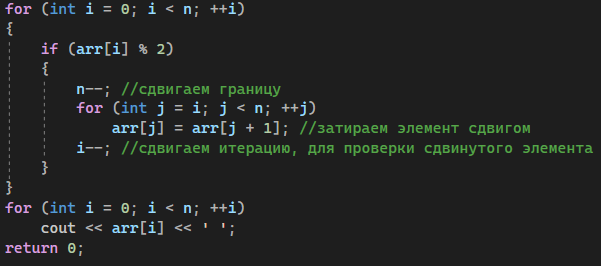 for (int i = 0; i < n; ++i)
{
    if (arr[i] % 2)
    {
        n--; //сдвигаем границу
        for (int j = i; j < n; ++j)
            arr[j] = arr[j + 1]; //затираем элемент сдвигом
        i--; //сдвигаем итерацию, для проверки сдвинутого элемента
    }
}
for (int i = 0; i < n; ++i)
    cout << arr[i] << ' ';
return 0;